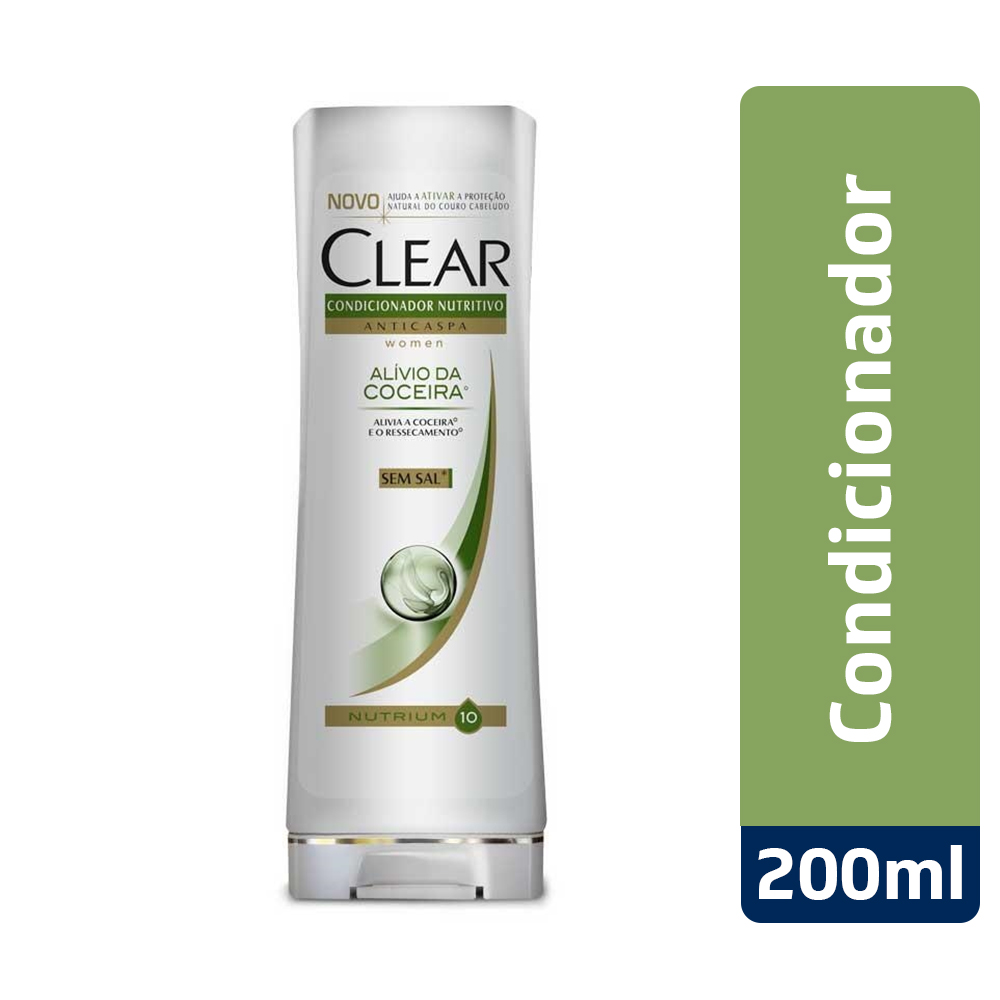 NOVO
AJUDA A ATIVAR A PROTEÇÃO
NATURAL DO COURO CABELUDO
CLEAR
CONDICIONADOR NUTRITIVO
ANTICASPA
women
ALÍVIO DA
COCEIRA°
ALIVIA A COCEIRA°
E O RESSECAMENTO°
SEM SAL*
NUTRIUM 10
Condicionador
200ml